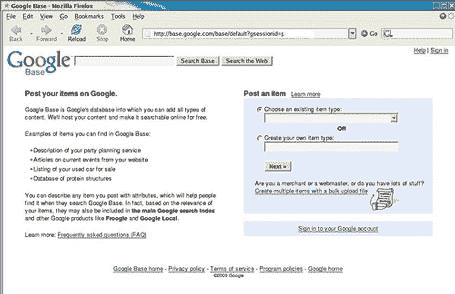 Google Base - Mozilla Firefox
File Edit View Go Bookmarks Tools Help
Back Forward Reload Stop Home http://base.google.com/base/default?gsessionid= Go
Help | Sign in
Google Base Search Base Search the Web
Post your items on Google.
Google Base is Google's database into which you can add all types of
content. We'll host your content and make it searchable online for free.
Examples of items you can find in Google Base:
•Description of your party planning service
•Articles on current events from your website
•Listing of your used car for sale
•Database of protein structures
You can describe any item you post with attributes, which will help people
find it when they search Google Base. In fact, based on the relevance of
your items, they may also be included in the main Google search index
and other Google products like Froogle and Google Local.
Learn more: Frequently asked questions (FAQ)
Post an item Learn more
Choose an existing item type:
OR
Create your own item type:
Next »
Are you a merchant or a webmaster, or do you have lots of stuff?
Create multiple items with a bulk upload file
Sign in to your Google account
Google Base home - Privacy policy - Terms of service - Program policies - Google home
©2005 Google